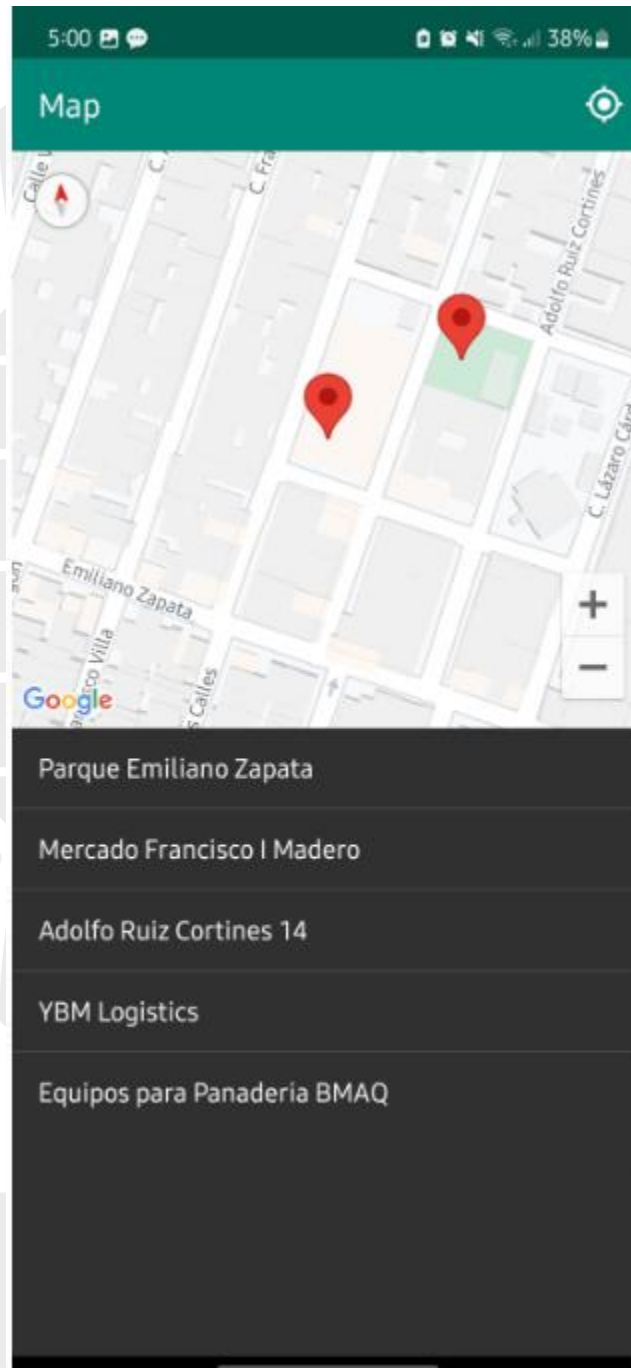 5:00 38%
Map
Calle
C. Fra
Adolfo Ruiz Cortines
C. Lázaro Cárd
Emiliano Zapata
Villa
Calles
Google
+
−
Parque Emiliano Zapata
Mercado Francisco I Madero
Adolfo Ruiz Cortines 14
YBM Logistics
Equipos para Panaderia BMAQ